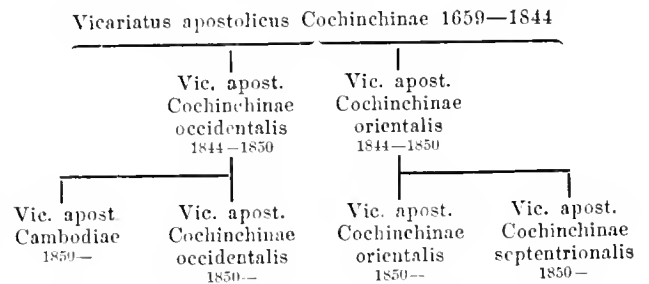 Vicariatus apostolicus Cochinchinae 1659—1844
Vic. apost.
Cochinchinae
occidentalis
1844—1850
Vic. apost.
Cochinchinae
orientalis
1844—1850
Vic. apost.
Cambodiae
1850—
Vic. apost.
Cochinchinae
occidentalis
1850—
Vic. apost.
Cochinchinae
orientalis
1850—
Vic. apost.
Cochinchinae
septentrionalis
1850—